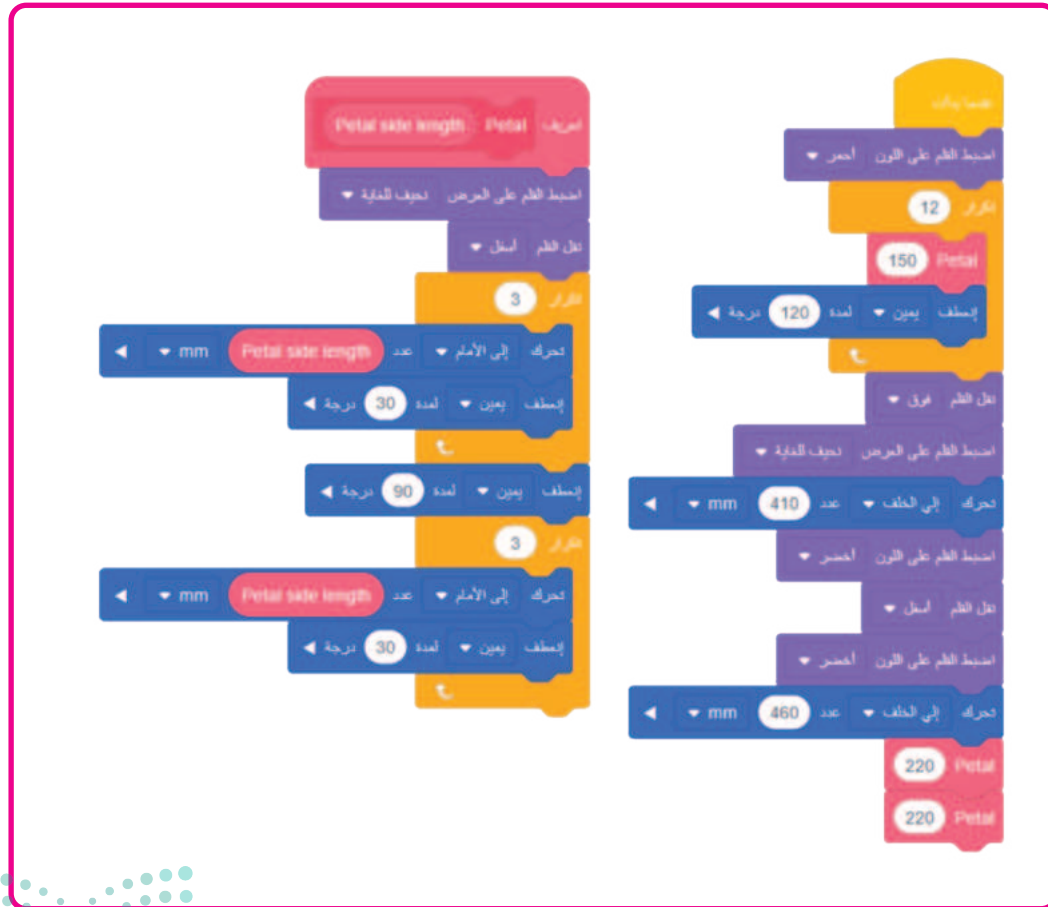 عندما يبدأ
اضبط القلم على اللون أحمر
تكرار 12
Petal 150
إنعطف يمين لمدة 120 درجة
نقل القلم فوق
اضبط القلم على العرض نحيف للغاية
تحرك إلى الخلف عدد 410 mm
اضبط القلم على اللون أخضر
نقل القلم أسفل
اضبط القلم على اللون أخضر
تحرك إلى الخلف عدد 460 mm
Petal 220
Petal 220
تعريف Petal Petal side length
اضبط القلم على العرض نحيف للغاية
نقل القلم أسفل
تكرار 3
تحرك إلى الأمام عدد Petal side length mm
إنعطف يمين لمدة 30 درجة
إنعطف يمين لمدة 90 درجة
تكرار 3
تحرك إلى الأمام عدد Petal side length mm
إنعطف يمين لمدة 30 درجة